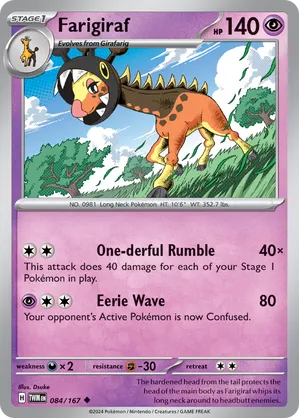 STAGE 1
Farigiraf
HP 140
Evolves from Girafarig
NO. 0981 Long Neck Pokémon HT: 10'6" WT: 352.7 lbs.
One-derful Rumble 40×
This attack does 40 damage for each of your Stage 1
Pokémon in play.
Eerie Wave 80
Your opponent's Active Pokémon is now Confused.
weakness ×2 resistance -30 retreat
Illus. Dsuke
H TWM EN 084/167
The hardened head from the tail protects the
head of the main body as Farigiraf whips its
long neck around to headbutt enemies.
©2024 Pokémon / Nintendo / Creatures / GAME FREAK